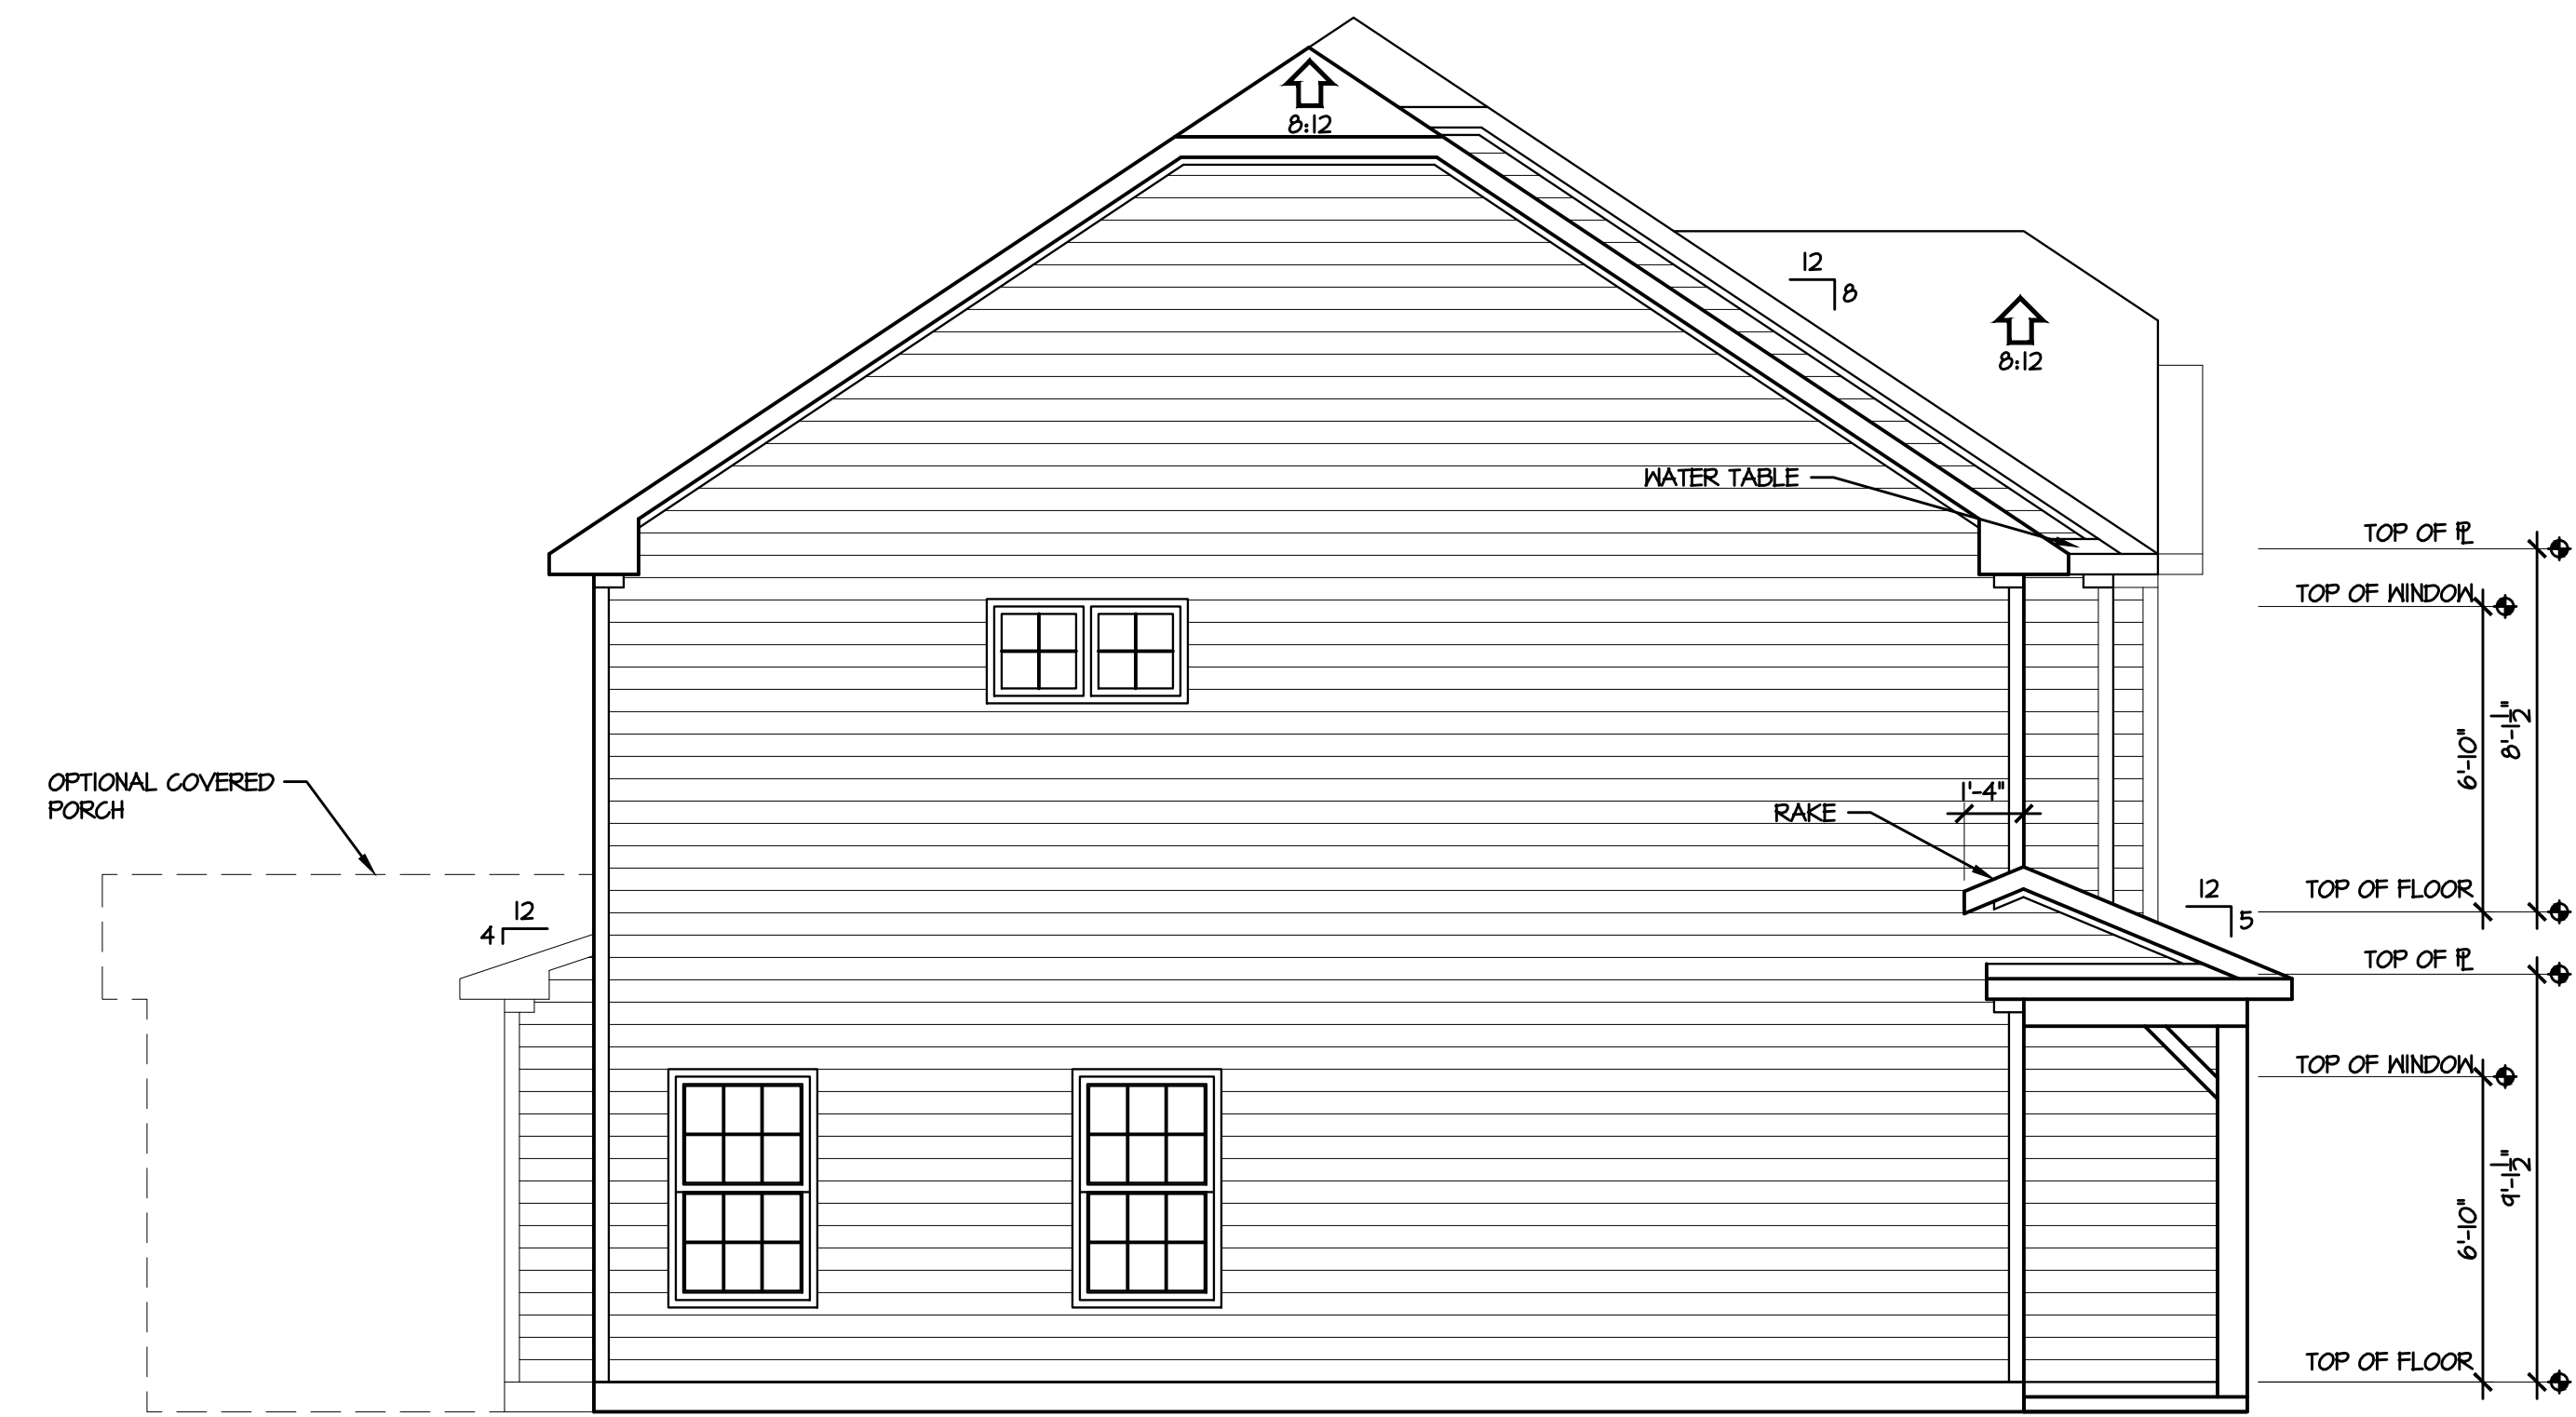 8:12
12
8
8:12
WATER TABLE
TOP OF PL
TOP OF WINDOW
8'-1 1/2"
6'-10"
OPTIONAL COVERED
PORCH
1'-4"
RAKE
TOP OF FLOOR
12
5
12
4
TOP OF PL
TOP OF WINDOW
9'-1 1/2"
6'-10"
TOP OF FLOOR